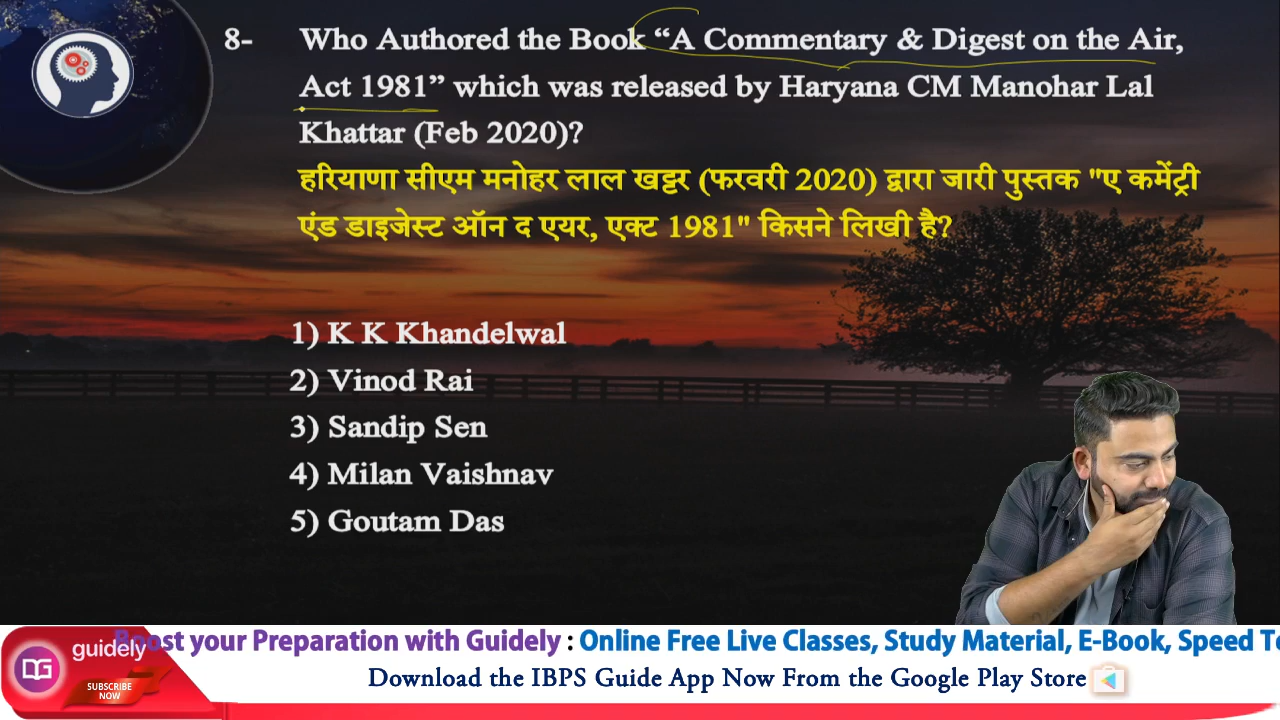 8- Who Authored the Book “A Commentary & Digest on the Air,
Act 1981” which was released by Haryana CM Manohar Lal
Khattar (Feb 2020)?
हरियाणा सीएम मनोहर लाल खट्टर (फरवरी 2020) द्वारा जारी पुस्तक "ए कमेंट्री
एंड डाइजेस्ट ऑन द एयर, एक्ट 1981" किसने लिखी है?
1) K K Khandelwal
2) Vinod Rai
3) Sandip Sen
4) Milan Vaishnav
5) Goutam Das
guidely
SUBSCRIBE
NOW
Boost your Preparation with Guidely : Online Free Live Classes, Study Material, E-Book, Speed
Download the IBPS Guide App Now From the Google Play Store